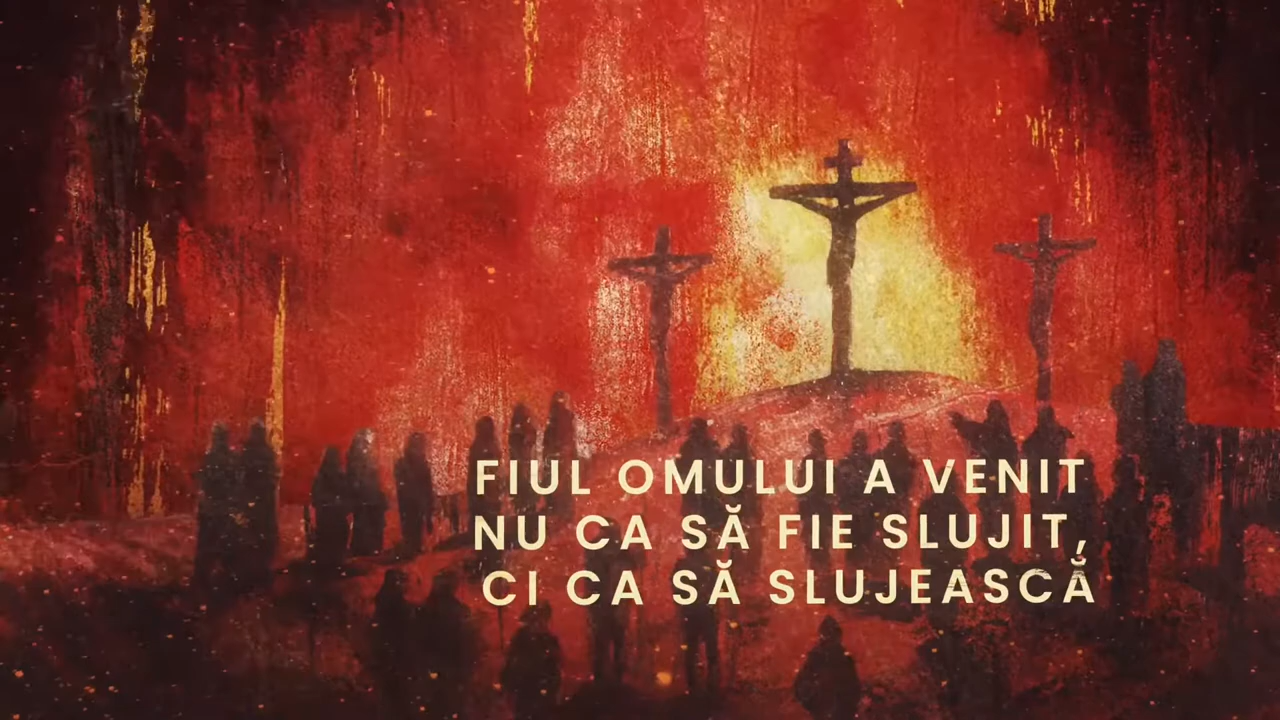 FIUL OMULUI A VENIT
NU CA SĂ FIE SLUJIT,
CI CA SĂ SLUJEASCĂ